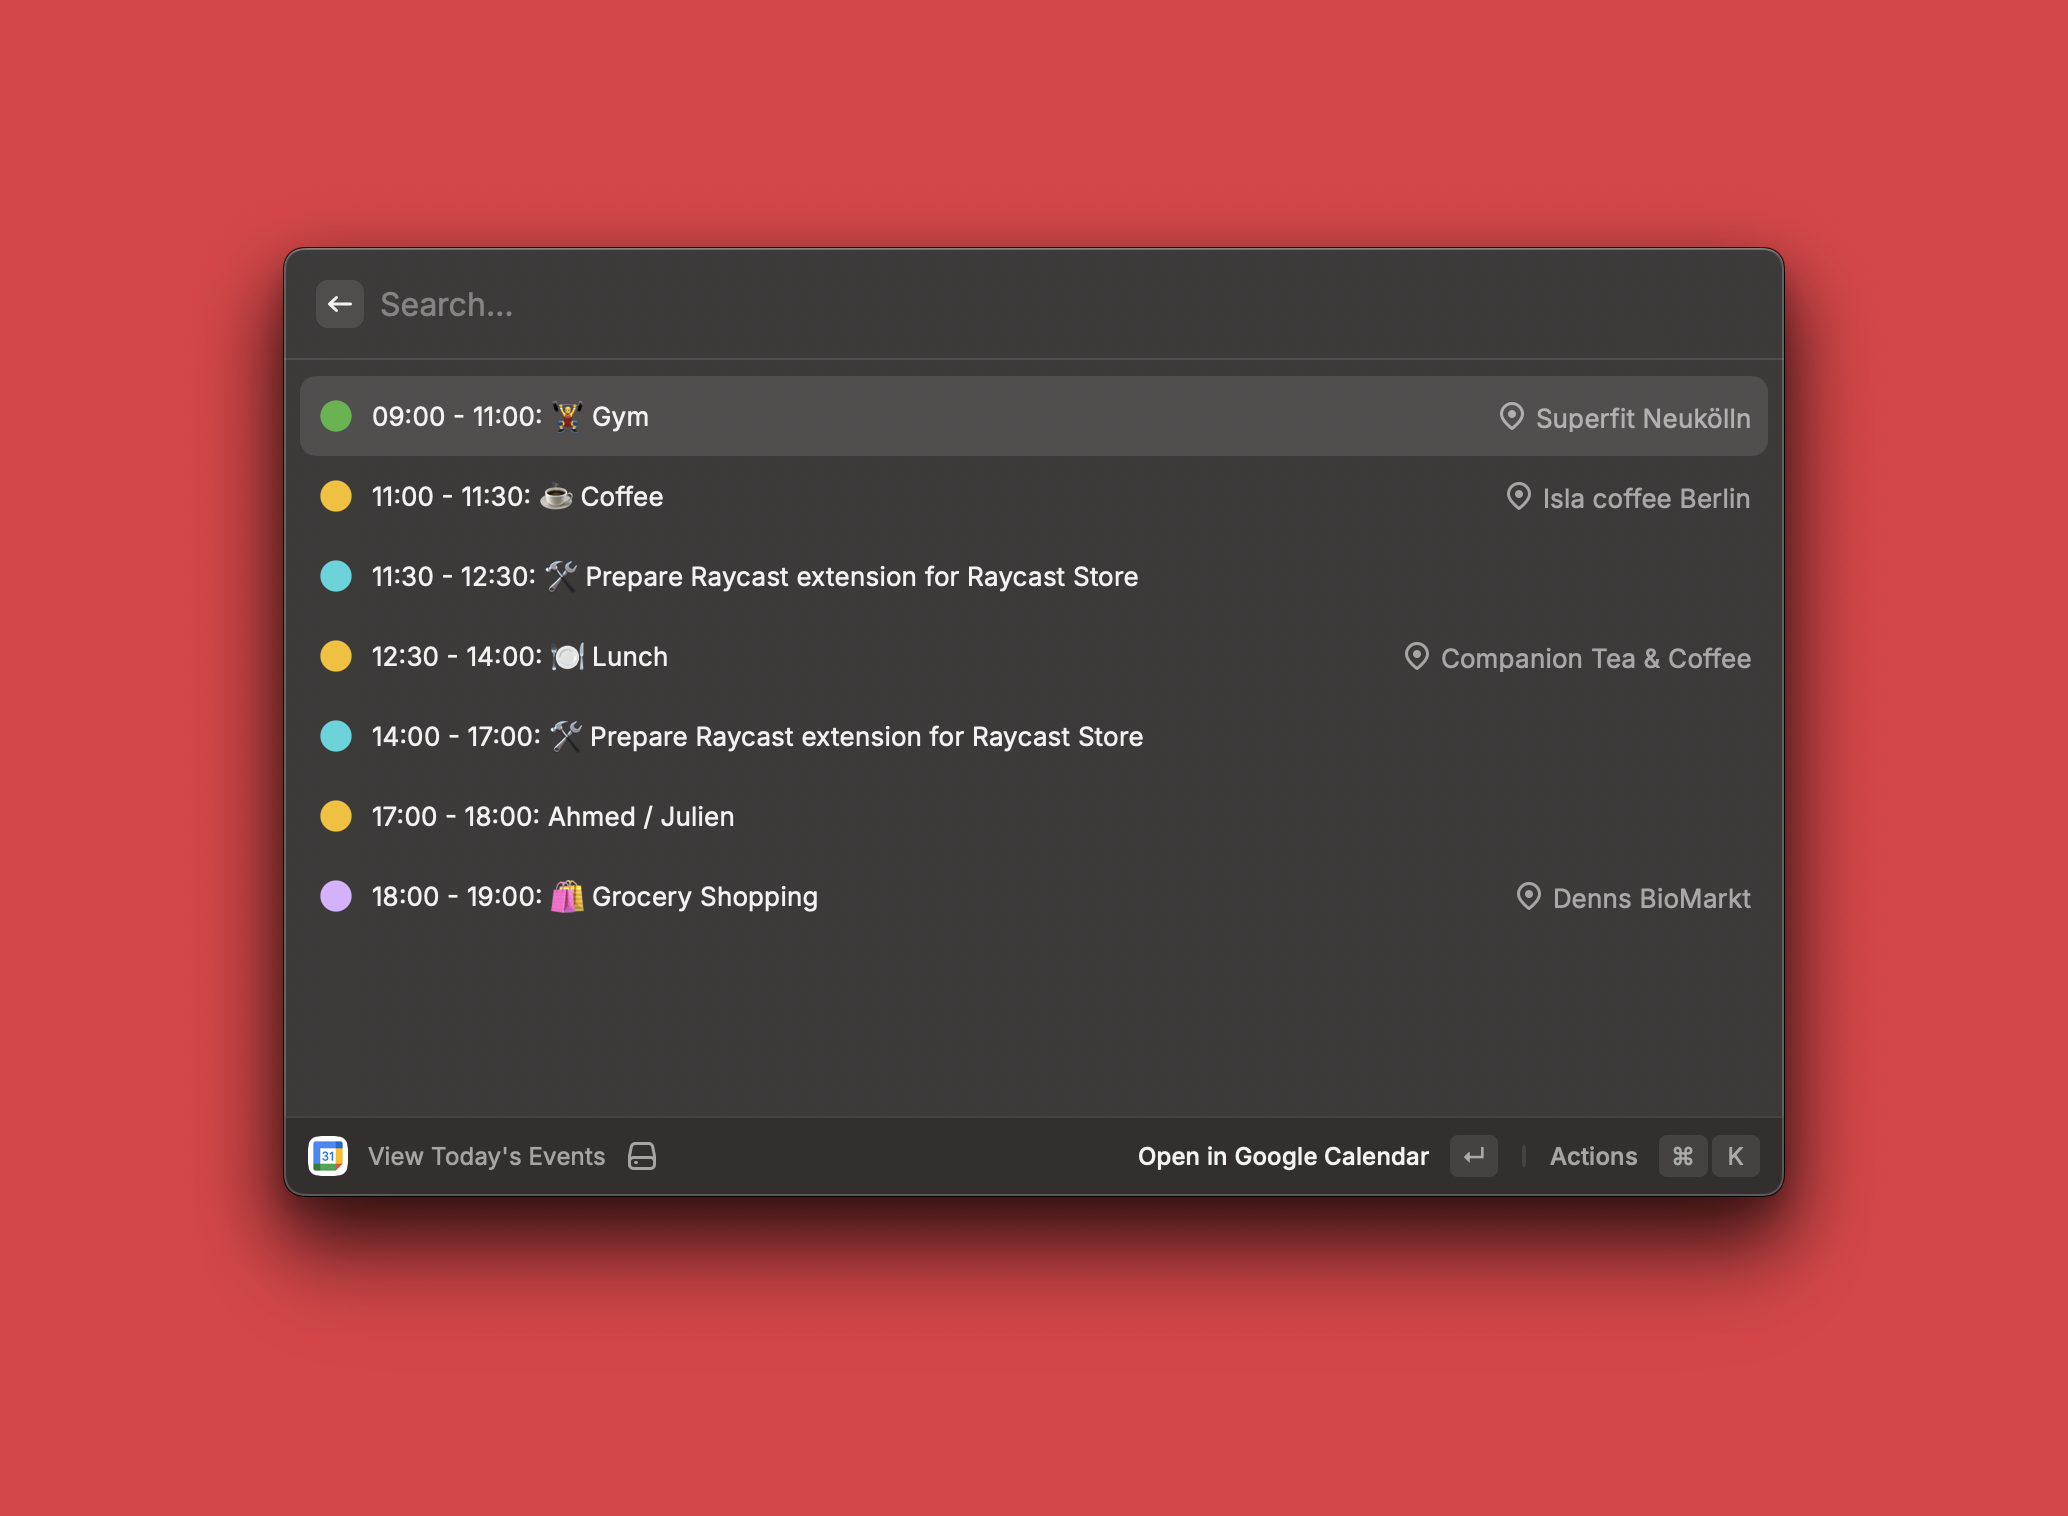 Search...
09:00 - 11:00: 🏋️ Gym Superfit Neukölln
11:00 - 11:30: ☕ Coffee Isla coffee Berlin
11:30 - 12:30: 🛠️ Prepare Raycast extension for Raycast Store
12:30 - 14:00: 🍽️ Lunch Companion Tea & Coffee
14:00 - 17:00: 🛠️ Prepare Raycast extension for Raycast Store
17:00 - 18:00: Ahmed / Julien
18:00 - 19:00: 🛍️ Grocery Shopping Denns BioMarkt
31 View Today's Events Open in Google Calendar ↵ Actions ⌘ K